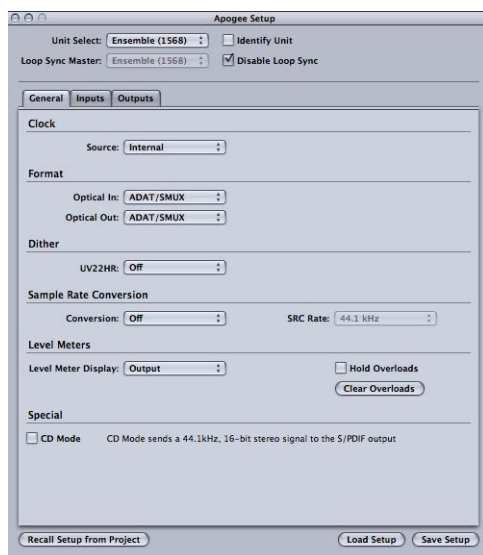 Apogee Setup
Unit Select: Ensemble (1568) Identify Unit
Loop Sync Master: Ensemble (1568) Disable Loop Sync
General Inputs Outputs
Clock
Source: Internal
Format
Optical In: ADAT/SMUX
Optical Out: ADAT/SMUX
Dither
UV22HR: Off
Sample Rate Conversion
Conversion: Off SRC Rate: 44.1 kHz
Level Meters
Level Meter Display: Output Hold Overloads
Clear Overloads
Special
CD Mode CD Mode sends a 44.1kHz, 16-bit stereo signal to the S/PDIF output
Recall Setup from Project Load Setup Save Setup